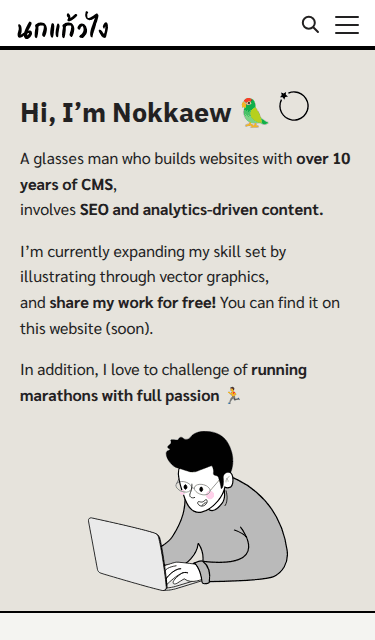 นกแก้วไง
Hi, I’m Nokkaew 🦜
A glasses man who builds websites with over 10
years of CMS,
involves SEO and analytics-driven content.
I’m currently expanding my skill set by
illustrating through vector graphics,
and share my work for free! You can find it on
this website (soon).
In addition, I love to challenge of running
marathons with full passion 🏃